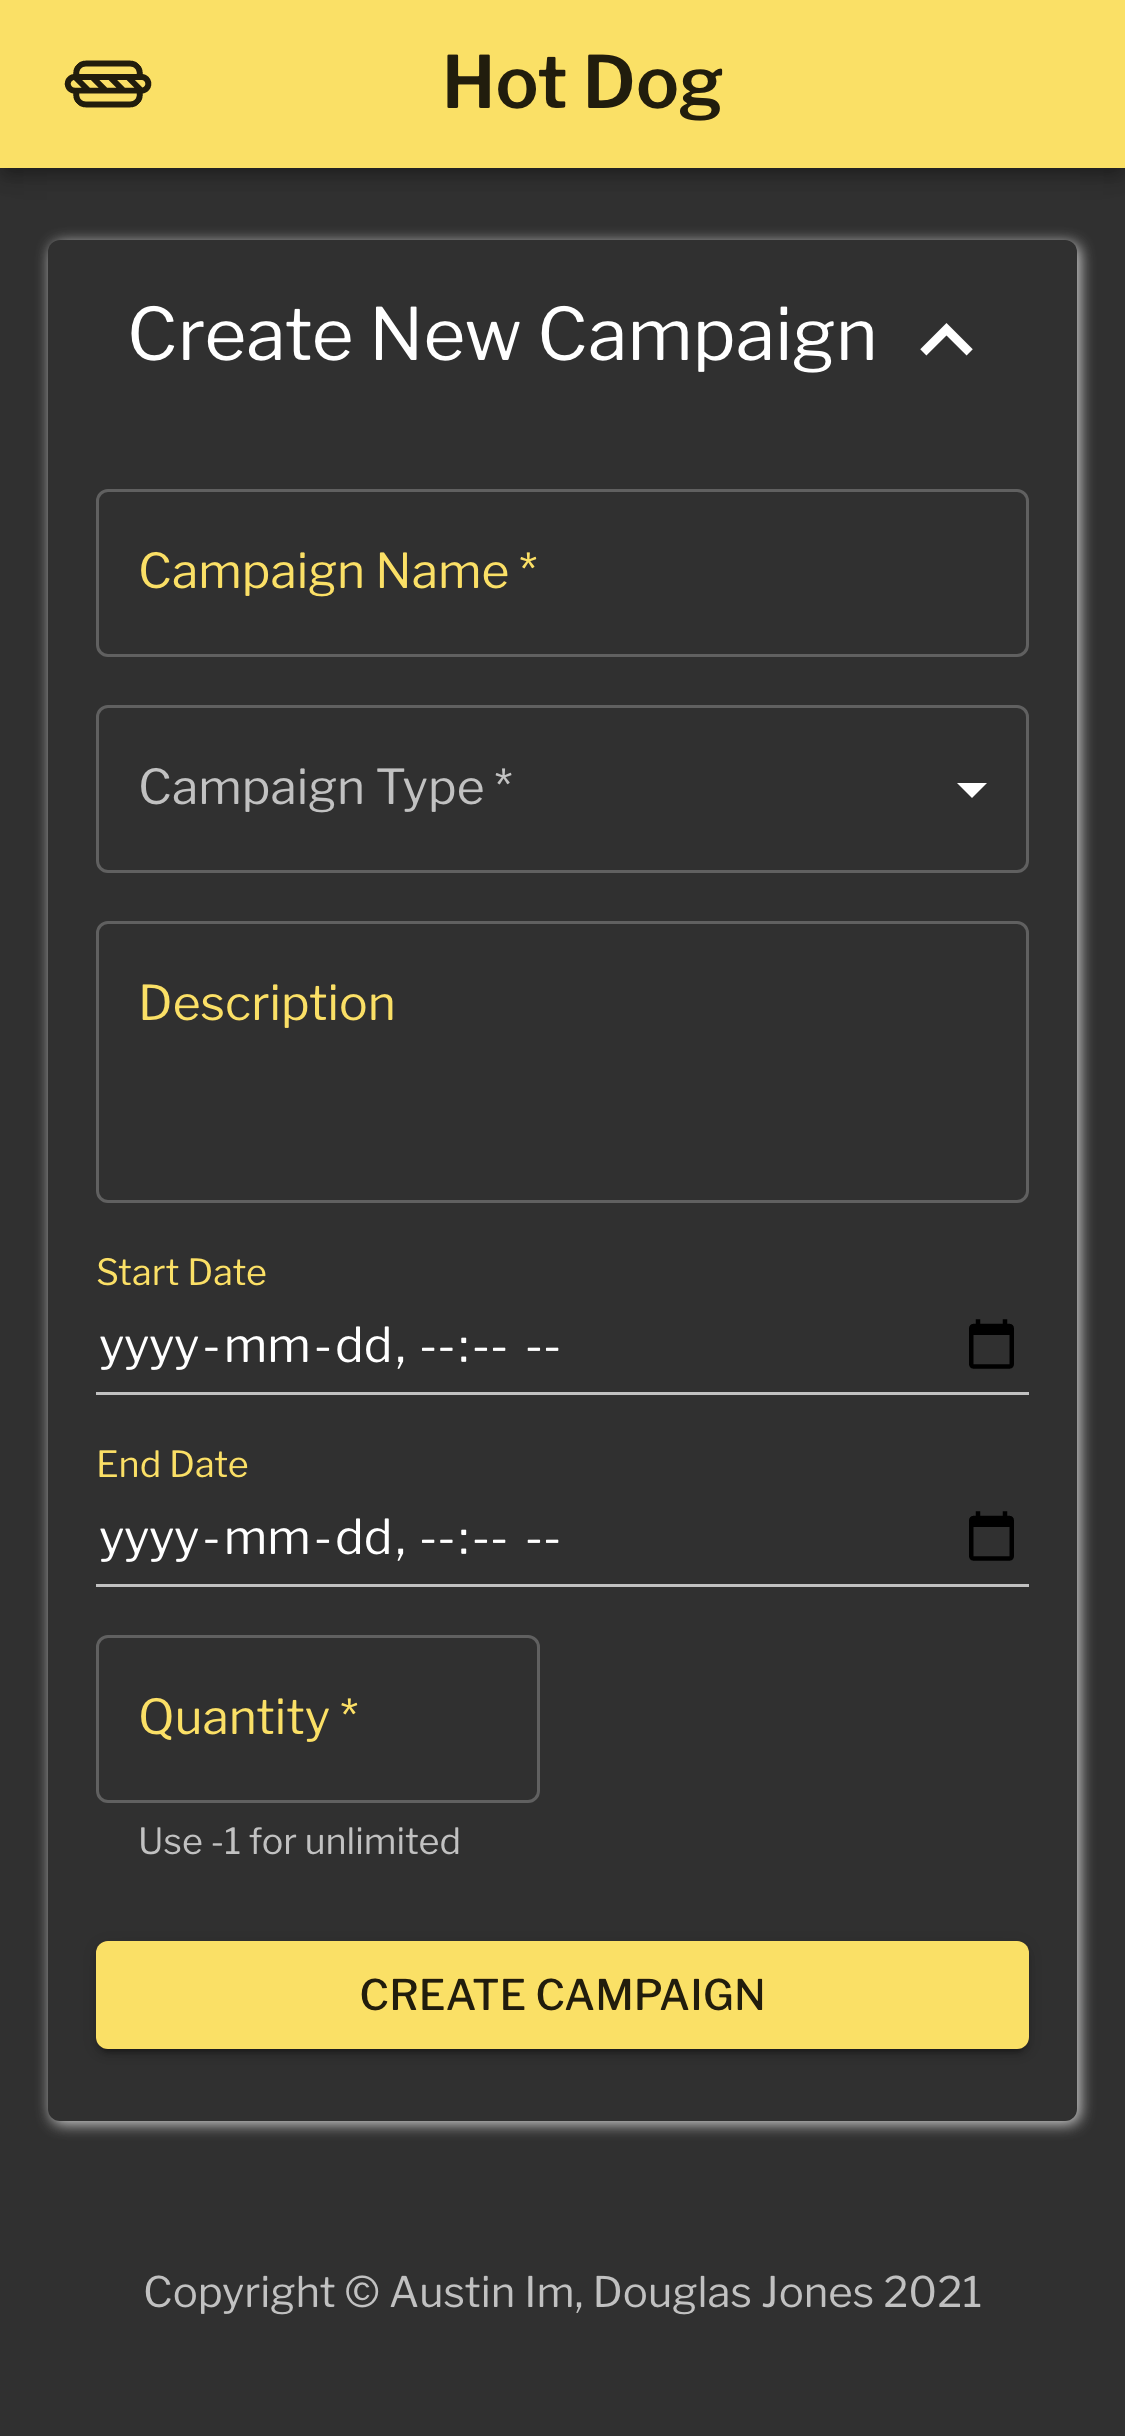 Hot Dog
Create New Campaign
Campaign Name *
Campaign Type *
Description
Start Date
yyyy-mm-dd, --:-- --
End Date
yyyy-mm-dd, --:-- --
Quantity *
Use -1 for unlimited
CREATE CAMPAIGN
Copyright © Austin Im, Douglas Jones 2021